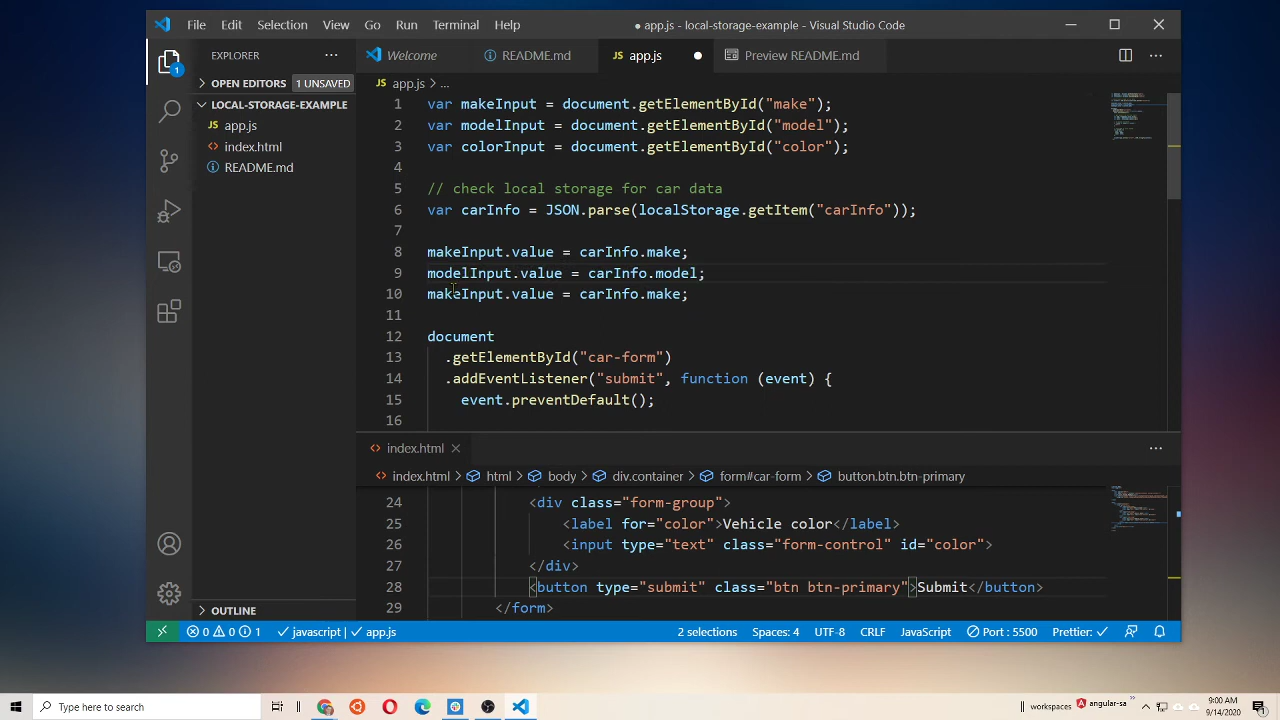 File Edit Selection View Go Run Terminal Help
● app.js - local-storage-example - Visual Studio Code
EXPLORER
Welcome
README.md
app.js
Preview README.md
OPEN EDITORS 1 UNSAVED
LOCAL-STORAGE-EXAMPLE
app.js
index.html
README.md
OUTLINE
1
JS app.js > ...
1 var makeInput = document.getElementById("make");
2 var modelInput = document.getElementById("model");
3 var colorInput = document.getElementById("color");
4
5 // check local storage for car data
6 var carInfo = JSON.parse(localStorage.getItem("carInfo"));
7
8 makeInput.value = carInfo.make;
9 modelInput.value = carInfo.model;
10 makeInput.value = carInfo.make;
11
12 document
13 .getElementById("car-form")
14 .addEventListener("submit", function (event) {
15 event.preventDefault();
16
index.html
index.html > html > body > div.container > form#car-form > button.btn.btn-primary
24 <div class="form-group">
25 <label for="color">Vehicle color</label>
26 <input type="text" class="form-control" id="color">
27 </div>
28 <button type="submit" class="btn btn-primary">Submit</button>
29 </form>
0 0 1 javascript | app.js 2 selections Spaces: 4 UTF-8 CRLF JavaScript Port : 5500 Prettier:
Type here to search
workspaces angular-sa
9:00 AM
9/14/2020